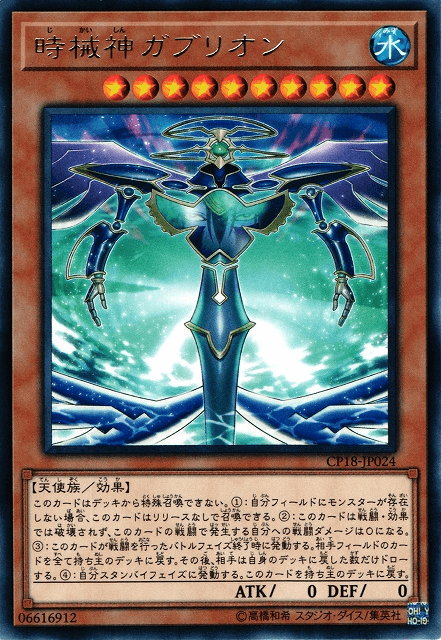 時械神ガブリオン
水
CP18-JP024
【天使族／効果】
このカードはデッキから特殊召喚できない。①：自分フィールドにモンスターが存在
しない場合、このカードはリリースなしで召喚できる。②：このカードは戦闘・効果
では破壊されず、このカードの戦闘で発生する自分への戦闘ダメージは0になる。
③：このカードが戦闘を行ったバトルフェイズ終了時に発動する。相手フィールドのカー
ドを全て持ち主のデッキに戻す。その後、相手は自身のデッキに戻した数だけドロー
する。④：自分スタンバイフェイズに発動する。このカードを持ち主のデッキに戻す。
ATK/ 0 DEF/ 0
06616912
©高橋和希 スタジオ・ダイス/集英社